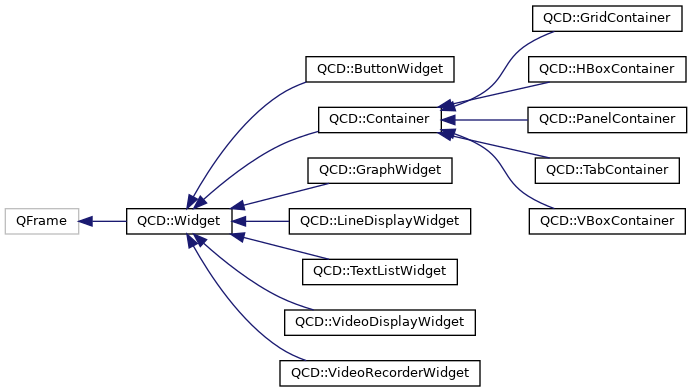 QCD::GridContainer
QCD::ButtonWidget
QCD::HBoxContainer
QCD::Container
QCD::PanelContainer
QCD::GraphWidget
QCD::TabContainer
QFrame
QCD::Widget
QCD::LineDisplayWidget
QCD::VBoxContainer
QCD::TextListWidget
QCD::VideoDisplayWidget
QCD::VideoRecorderWidget